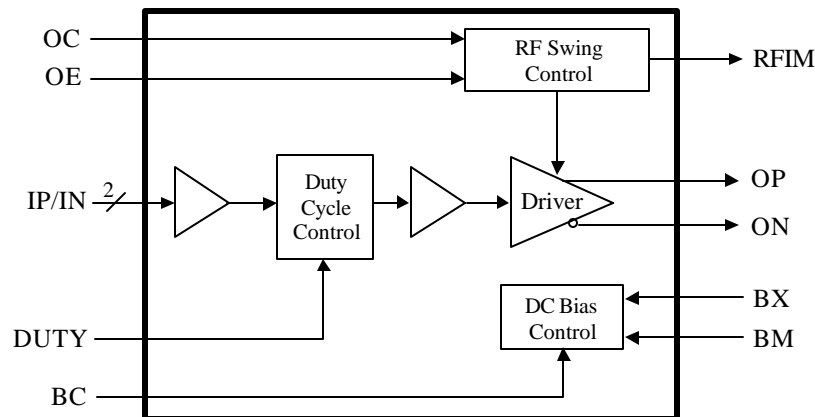 OC
OE
RF Swing
Control
RFIM
IP/IN
2
Duty
Cycle
Control
Driver
OP
ON
DC Bias
Control
BX
BM
DUTY
BC